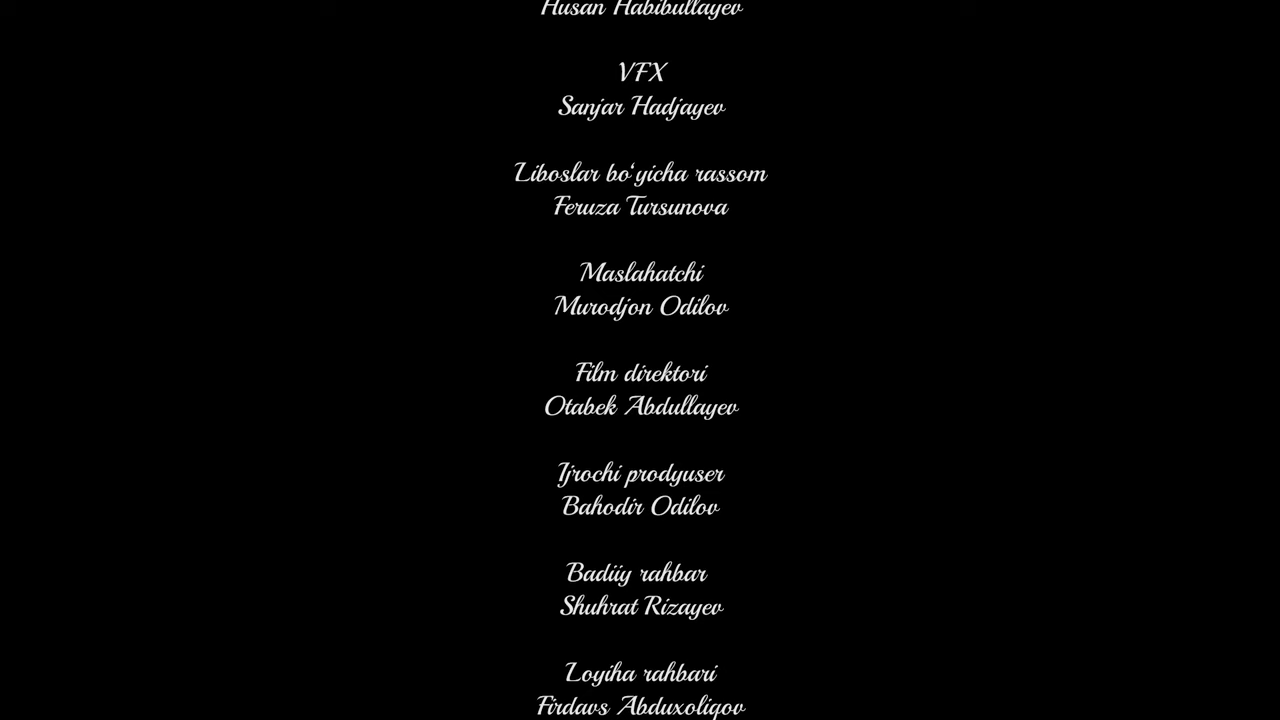 Husan Habibullayev
VFX
Sanjar Hadjayev
Liboslar bo‘yicha rassom
Feruza Tursunova
Maslahatchi
Murodjon Odilov
Film direktori
Otabek Abdullayev
Ijrochi prodyuser
Bahodir Odilov
Badiiy rahbar
Shuhrat Rizayev
Loyiha rahbari
Firdavs Abduxoliqov